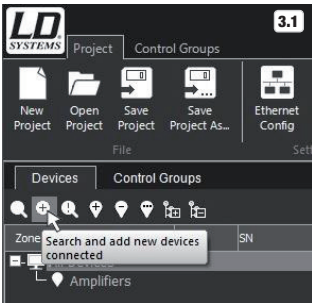 LD
SYSTEMS
3.1
Project
Control Groups
New Project
Open Project
Save Project
Save Project As...
Ethernet Config
File
Sett
Devices
Control Groups
Zone
SN
Search and add new devices
connected
Amplifiers